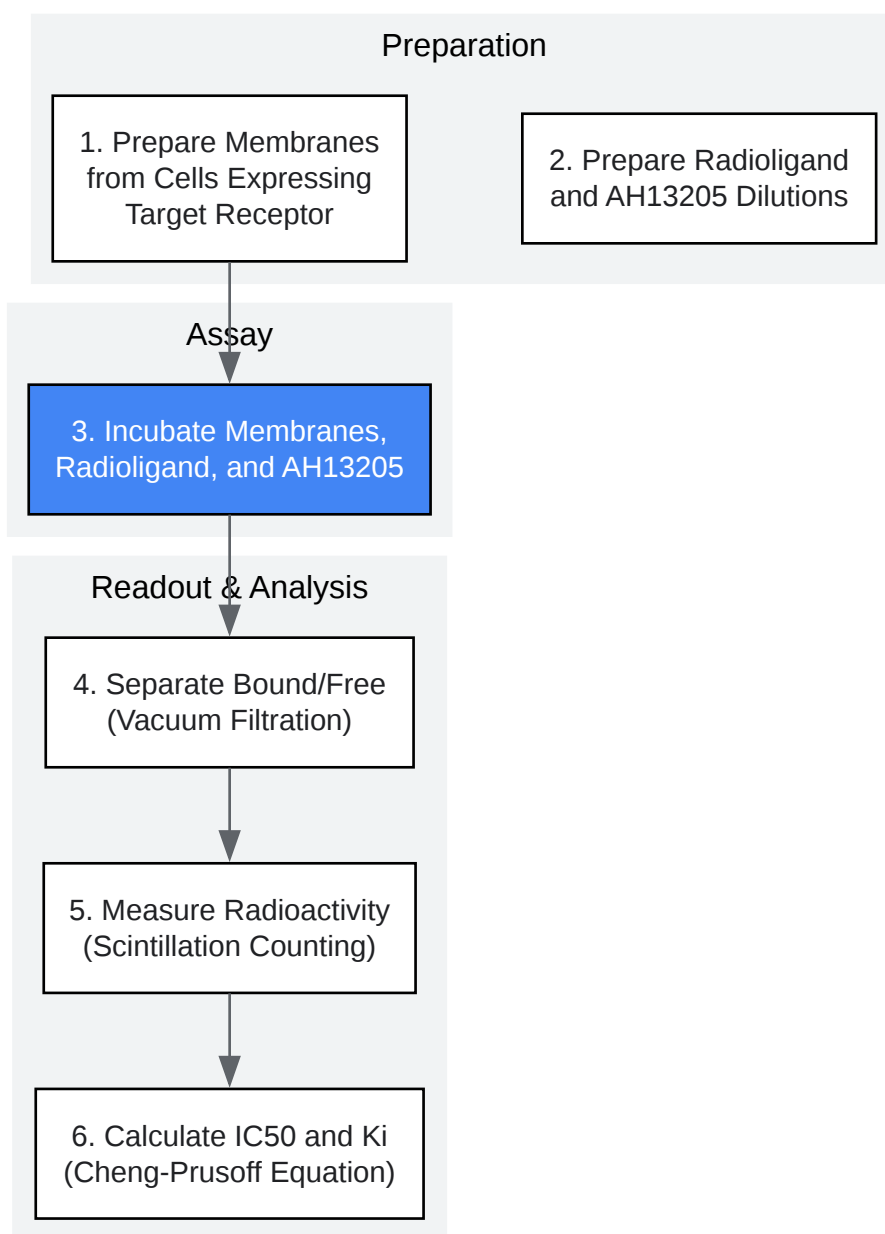 Preparation
1. Prepare Membranes
from Cells Expressing
Target Receptor
2. Prepare Radioligand
and AH13205 Dilutions
Assay
3. Incubate Membranes,
Radioligand, and AH13205
Readout & Analysis
4. Separate Bound/Free
(Vacuum Filtration)
5. Measure Radioactivity
(Scintillation Counting)
6. Calculate IC50 and Ki
(Cheng-Prusoff Equation)